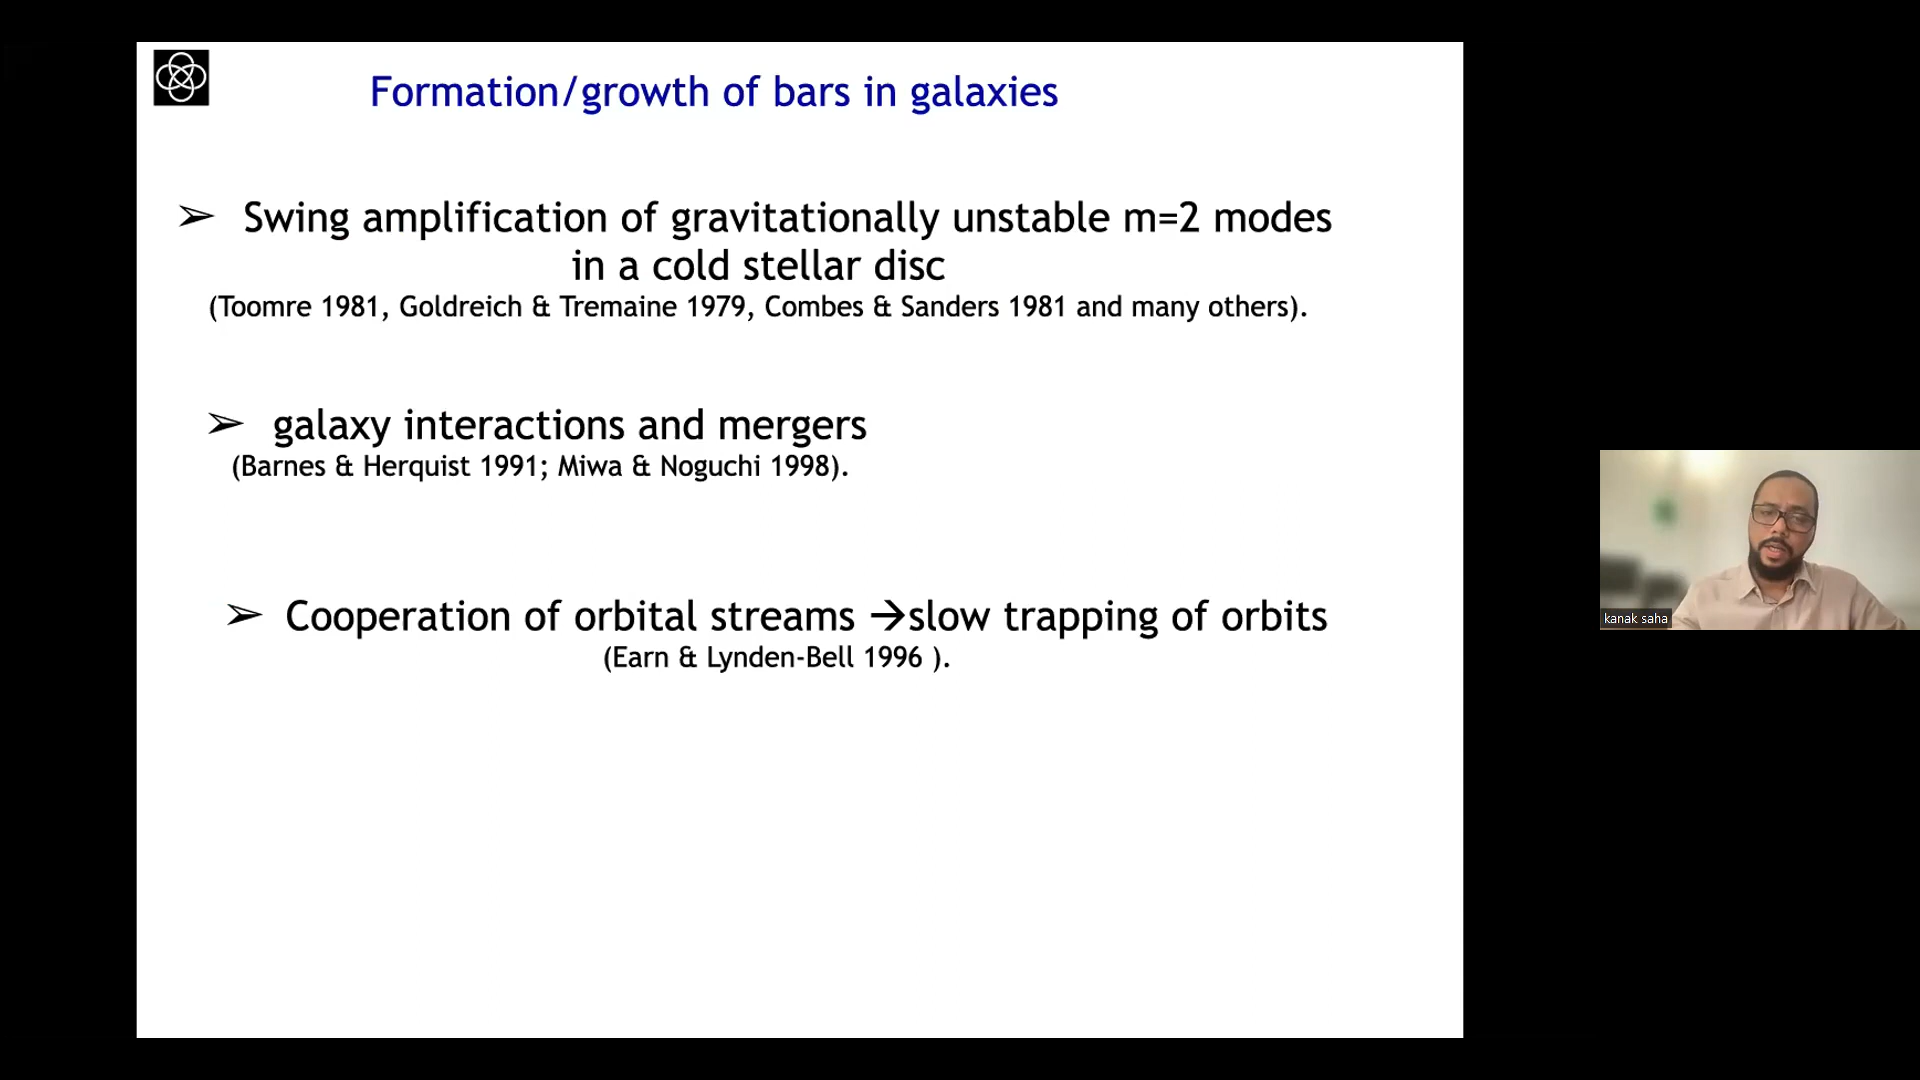 Formation/growth of bars in galaxies
➢ Swing amplification of gravitationally unstable m=2 modes
in a cold stellar disc
(Toomre 1981, Goldreich & Tremaine 1979, Combes & Sanders 1981 and many others).
➢ galaxy interactions and mergers
(Barnes & Herquist 1991; Miwa & Noguchi 1998).
➢ Cooperation of orbital streams →slow trapping of orbits
(Earn & Lynden-Bell 1996 ).
kanak saha